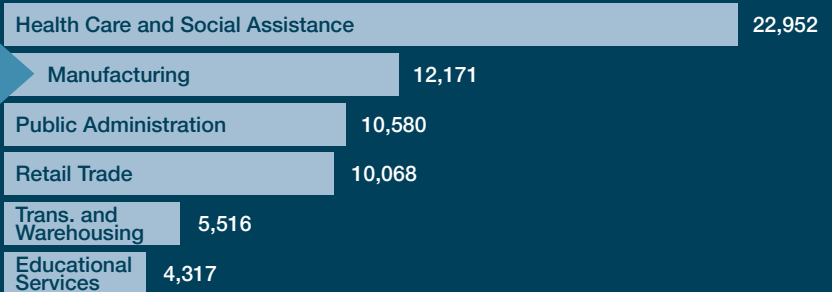 Health Care and Social Assistance 22,952
Manufacturing 12,171
Public Administration 10,580
Retail Trade 10,068
Trans. and
Warehousing 5,516
Educational
Services 4,317